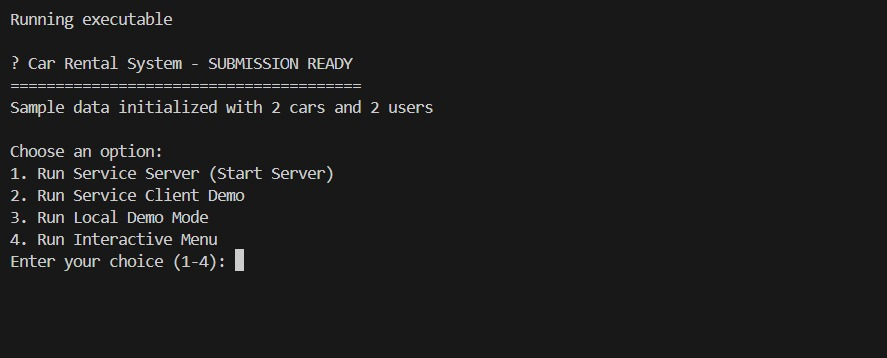 Running executable
? Car Rental System - SUBMISSION READY
=======================================
Sample data initialized with 2 cars and 2 users
Choose an option:
1. Run Service Server (Start Server)
2. Run Service Client Demo
3. Run Local Demo Mode
4. Run Interactive Menu
Enter your choice (1-4):